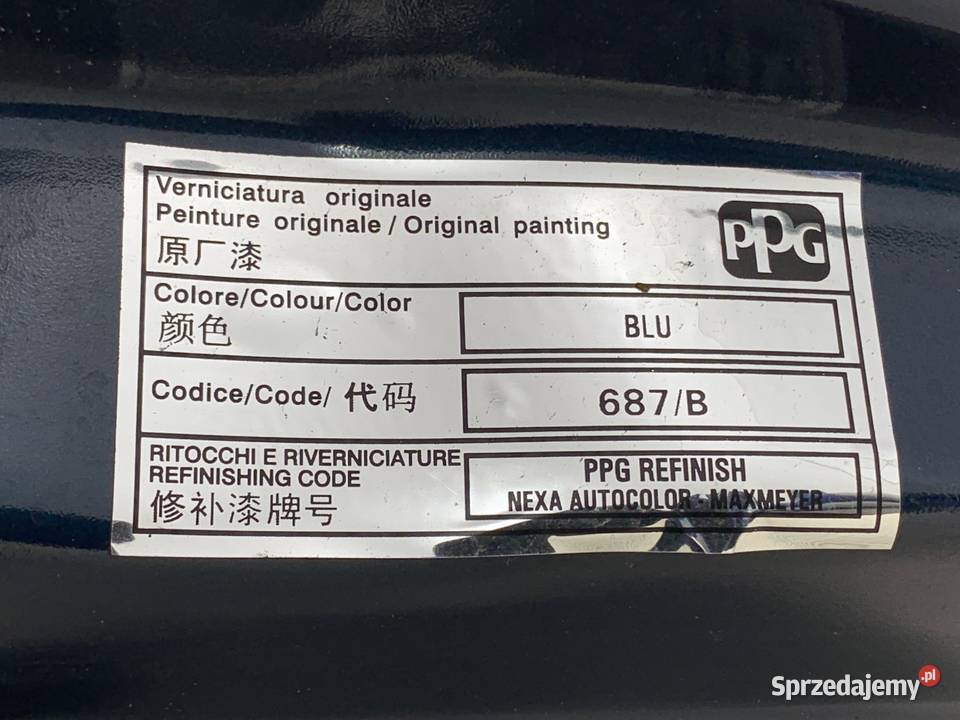 Verniciatura originale
Peinture originale / Original painting
原厂漆
PPG
Colore/Colour/Color
颜色
BLU
Codice/Code/ 代码
687/B
RITOCCHI E RIVERNICIATURE
REFINISHING CODE
修补漆牌号
PPG REFINISH
NEXA AUTOCOLOR - MAXMEYER
Sprzedajemy.pl